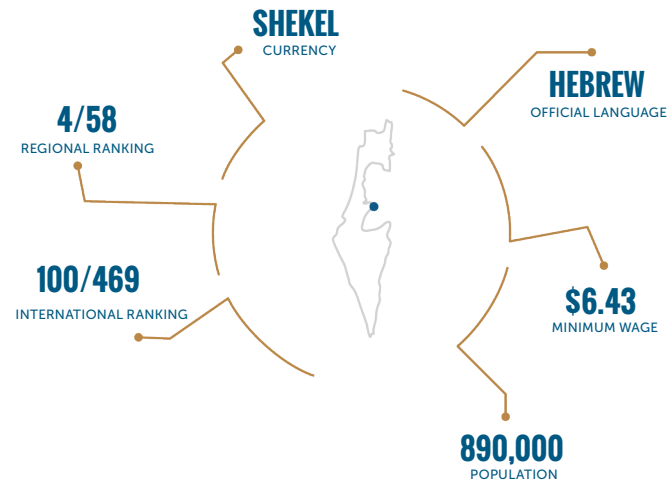 SHEKEL
CURRENCY
HEBREW
OFFICIAL LANGUAGE
4/58
REGIONAL RANKING
100/469
INTERNATIONAL RANKING
$6.43
MINIMUM WAGE
890,000
POPULATION